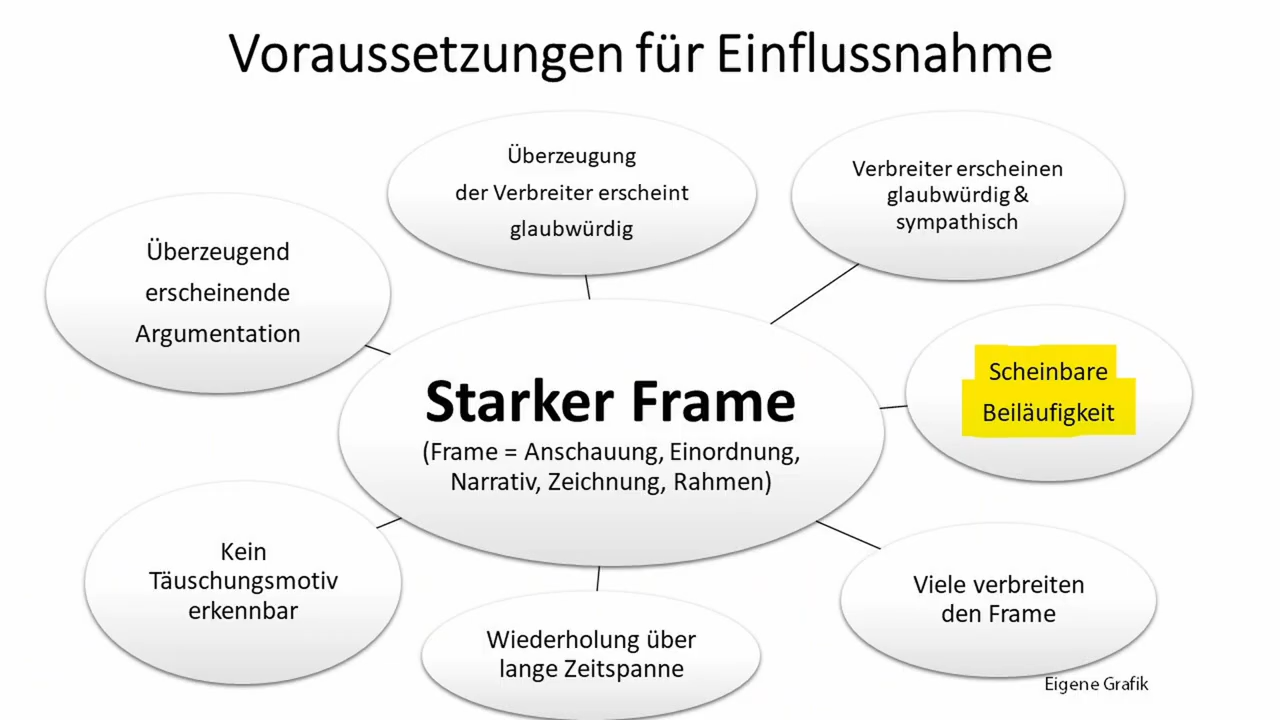 Voraussetzungen für Einflussnahme
Überzeugung
der Verbreiter erscheint
glaubwürdig
Verbreiter erscheinen
glaubwürdig &
sympathisch
Überzeugend
erscheinende
Argumentation
Scheinbare
Beiläufigkeit
Starker Frame
(Frame = Anschauung, Einordnung,
Narrativ, Zeichnung, Rahmen)
Kein
Täuschungsmotiv
erkennbar
Wiederholung über
lange Zeitspanne
Viele verbreiten
den Frame
Eigene Grafik